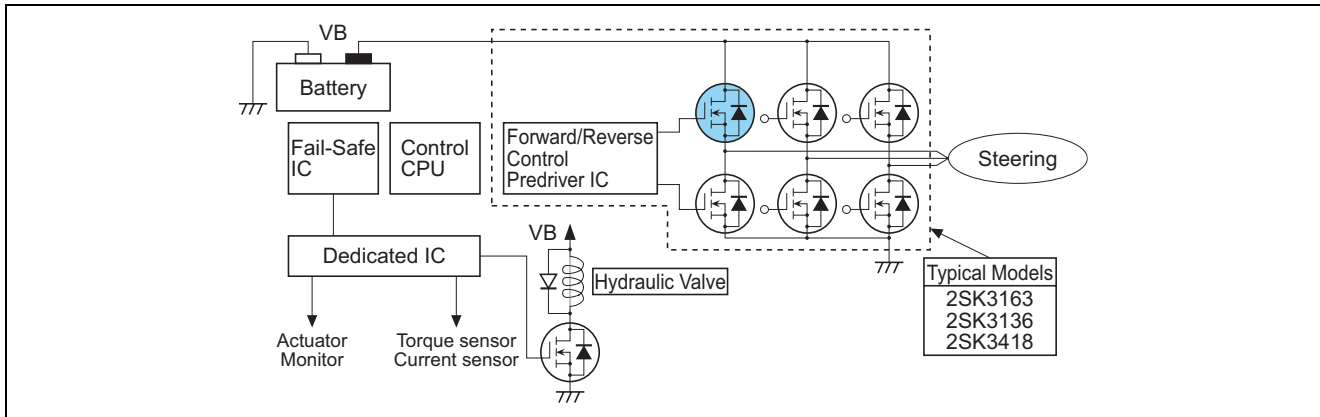 VB
Battery
Fail-Safe
IC
Control
CPU
Forward/Reverse
Control
Predriver IC
Steering
Dedicated IC
VB
Hydraulic Valve
Actuator
Monitor
Torque sensor
Current sensor
Typical Models
2SK3163
2SK3136
2SK3418